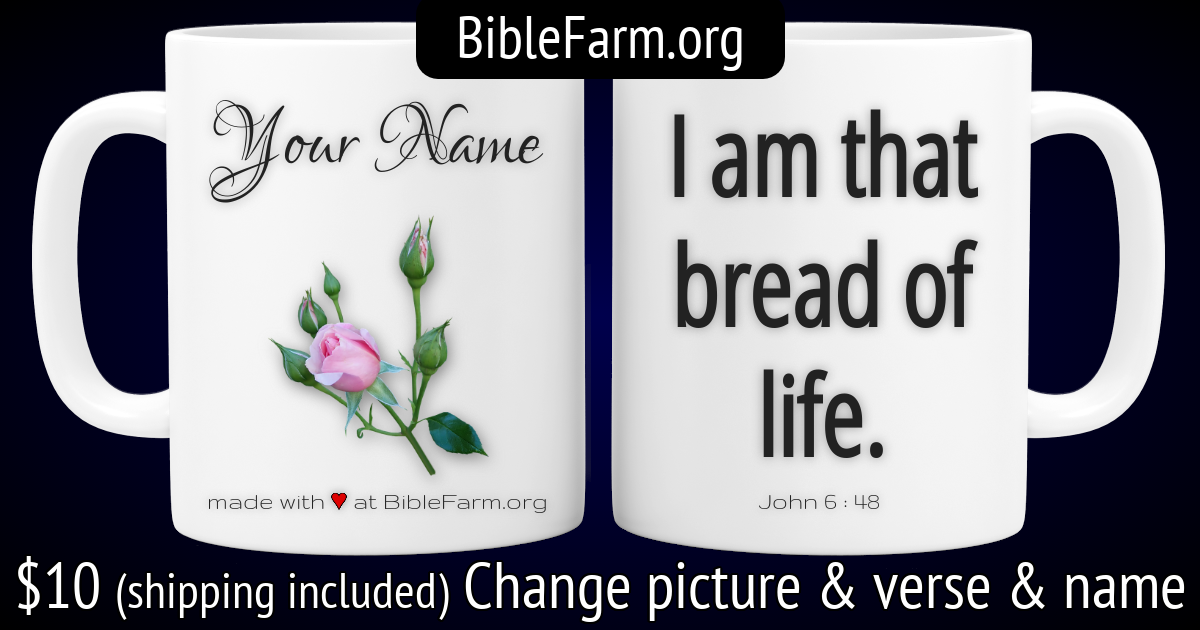 BibleFarm.org
Your Name
made with ♥ at BibleFarm.org
I am that
bread of
life.
John 6 : 48
$10 (shipping included) Change picture & verse & name